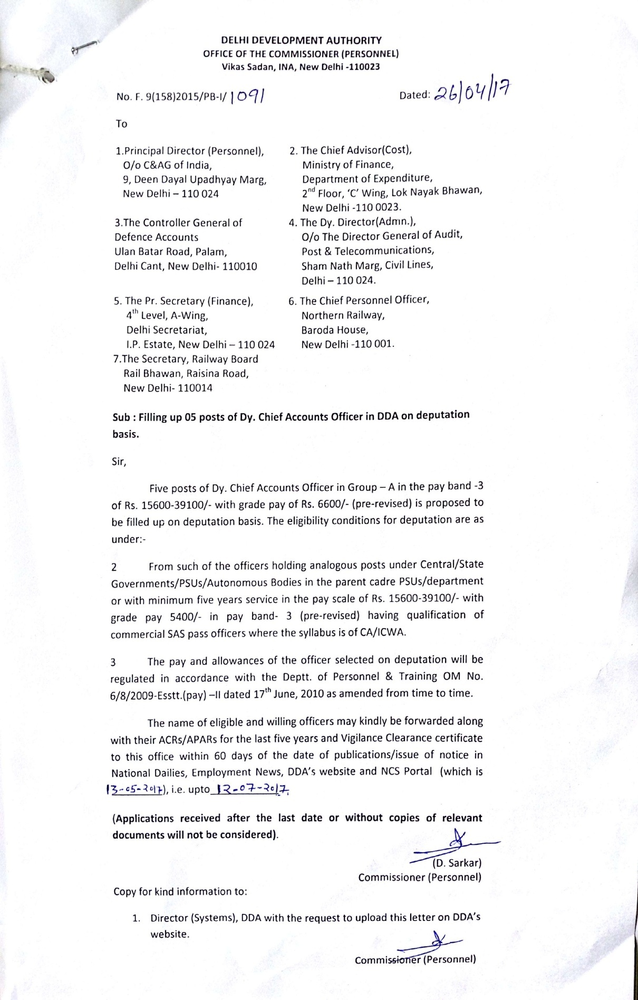 DELHI DEVELOPMENT AUTHORITY
OFFICE OF THE COMMISSIONER (PERSONNEL)
Vikas Sadan, INA, New Delhi -110023
No. F. 9(158)2015/PB-I/1091
Dated: 26/04/17
To
1.Principal Director (Personnel),
O/o C&AG of India,
9, Deen Dayal Upadhyay Marg,
New Delhi – 110 024
2. The Chief Advisor(Cost),
Ministry of Finance,
Department of Expenditure,
2nd Floor, ‘C’ Wing, Lok Nayak Bhawan,
New Delhi -110 0023.
3.The Controller General of
Defence Accounts
Ulan Batar Road, Palam,
Delhi Cant, New Delhi- 110010
4. The Dy. Director(Admn.),
O/o The Director General of Audit,
Post & Telecommunications,
Sham Nath Marg, Civil Lines,
Delhi – 110 024.
5. The Pr. Secretary (Finance),
4th Level, A-Wing,
Delhi Secretariat,
I.P. Estate, New Delhi – 110 024
6. The Chief Personnel Officer,
Northern Railway,
Baroda House,
New Delhi -110 001.
7.The Secretary, Railway Board
Rail Bhawan, Raisina Road,
New Delhi- 110014
Sub : Filling up 05 posts of Dy. Chief Accounts Officer in DDA on deputation
basis.
Sir,
Five posts of Dy. Chief Accounts Officer in Group – A in the pay band -3
of Rs. 15600-39100/- with grade pay of Rs. 6600/- (pre-revised) is proposed to
be filled up on deputation basis. The eligibility conditions for deputation are as
under:-
2 From such of the officers holding analogous posts under Central/State
Governments/PSUs/Autonomous Bodies in the parent cadre PSUs/department
or with minimum five years service in the pay scale of Rs. 15600-39100/- with
grade pay 5400/- in pay band- 3 (pre-revised) having qualification of
commercial SAS pass officers where the syllabus is of CA/ICWA.
3 The pay and allowances of the officer selected on deputation will be
regulated in accordance with the Deptt. of Personnel & Training OM No.
6/8/2009-Esstt.(pay) –II dated 17th June, 2010 as amended from time to time.
The name of eligible and willing officers may kindly be forwarded along
with their ACRs/APARs for the last five years and Vigilance Clearance certificate
to this office within 60 days of the date of publications/issue of notice in
National Dailies, Employment News, DDA’s website and NCS Portal (which is
13-05-2017), i.e. upto 12-07-2017.
(Applications received after the last date or without copies of relevant
documents will not be considered).
(D. Sarkar)
Commissioner (Personnel)
Copy for kind information to:
1. Director (Systems), DDA with the request to upload this letter on DDA’s
website.
Commissioner (Personnel)